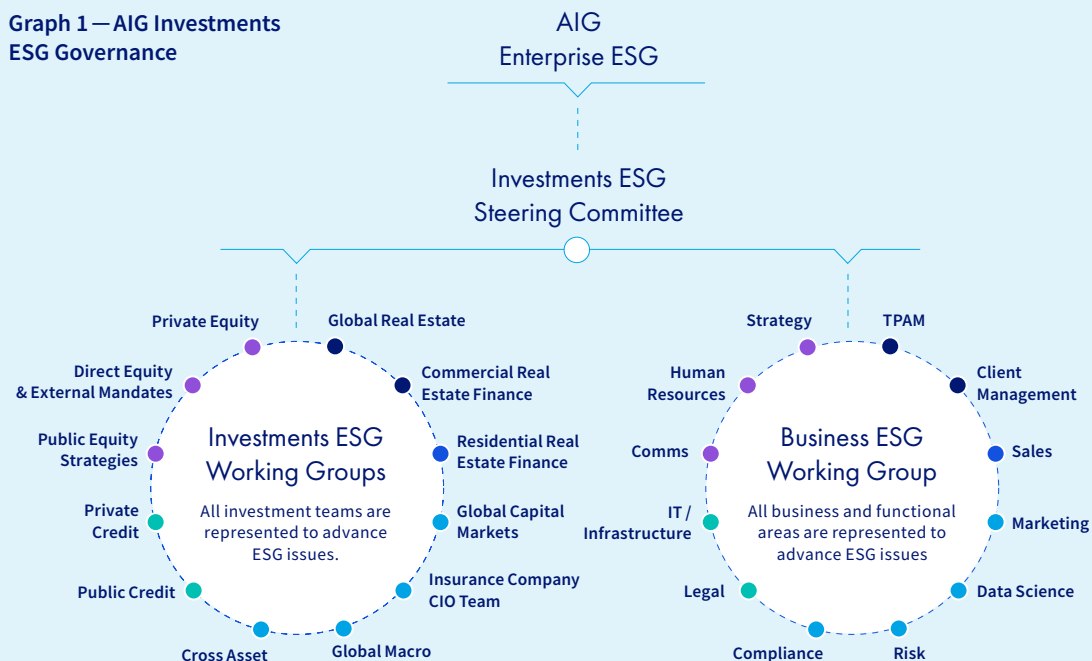 Graph 1 — AIG Investments
ESG Governance
AIG
Enterprise ESG
Investments ESG
Steering Committee
Private Equity
Global Real Estate
Direct Equity
& External Mandates
Commercial Real
Estate Finance
Public Equity
Strategies
Residential Real
Estate Finance
Private
Credit
Global Capital
Markets
Public Credit
Insurance Company
CIO Team
Cross Asset
Global Macro
Investments ESG
Working Groups
All investment teams are
represented to advance
ESG issues.
Strategy
TPAM
Human
Resources
Client
Management
Comms
Sales
IT /
Infrastructure
Marketing
Legal
Data Science
Compliance
Risk
Business ESG
Working Group
All business and functional
areas are represented to
advance ESG issues